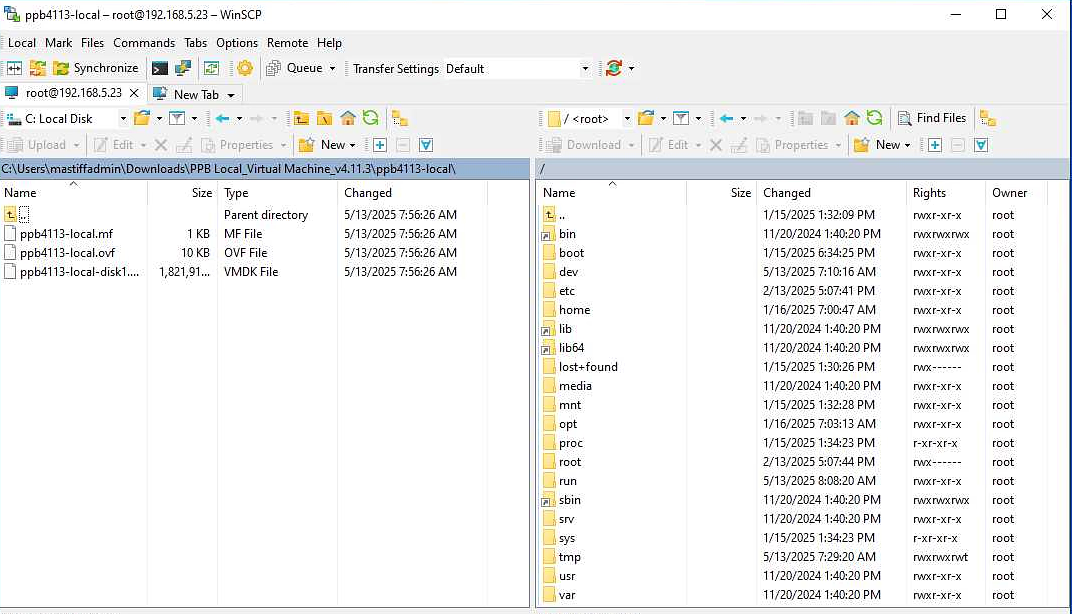 ppb4113-local – root@192.168.5.23 – WinSCP
Local Mark Files Commands Tabs Options Remote Help
Synchronize Queue Transfer Settings Default
root@192.168.5.23 New Tab
C: Local Disk
/ <root> Find Files
Upload Edit Properties New
Download Edit Properties New
C:\Users\mastiffadmin\Downloads\PPB Local_Virtual Machine_v4.11.3\ppb4113-local\
Name Size Type Changed
.. Parent directory 5/13/2025 7:56:26 AM
ppb4113-local.mf 1 KB MF File 5/13/2025 7:56:26 AM
ppb4113-local.ovf 10 KB OVF File 5/13/2025 7:56:26 AM
ppb4113-local-disk1.... 1,821,91... VMDK File 5/13/2025 7:56:26 AM
/
Name Size Changed Rights Owner
.. 1/15/2025 1:32:09 PM rwxr-xr-x root
bin 11/20/2024 1:40:20 PM rwxrwxrwx root
boot 1/15/2025 6:34:25 PM rwxr-xr-x root
dev 5/13/2025 7:10:16 AM rwxr-xr-x root
etc 2/13/2025 5:07:41 PM rwxr-xr-x root
home 1/16/2025 7:00:47 AM rwxr-xr-x root
lib 11/20/2024 1:40:20 PM rwxrwxrwx root
lib64 11/20/2024 1:40:20 PM rwxrwxrwx root
lost+found 1/15/2025 1:30:26 PM rwx------ root
media 11/20/2024 1:40:20 PM rwxr-xr-x root
mnt 1/15/2025 1:32:28 PM rwxr-xr-x root
opt 1/16/2025 7:03:13 AM rwxr-xr-x root
proc 1/15/2025 1:34:23 PM r-xr-xr-x root
root 2/13/2025 5:07:44 PM rwx------ root
run 5/13/2025 8:08:20 AM rwxr-xr-x root
sbin 11/20/2024 1:40:20 PM rwxrwxrwx root
srv 11/20/2024 1:40:20 PM rwxr-xr-x root
sys 1/15/2025 1:34:23 PM r-xr-xr-x root
tmp 5/13/2025 7:29:20 AM rwxrwxrwt root
usr 11/20/2024 1:40:20 PM rwxr-xr-x root
var 11/20/2024 1:40:20 PM rwxr-xr-x root